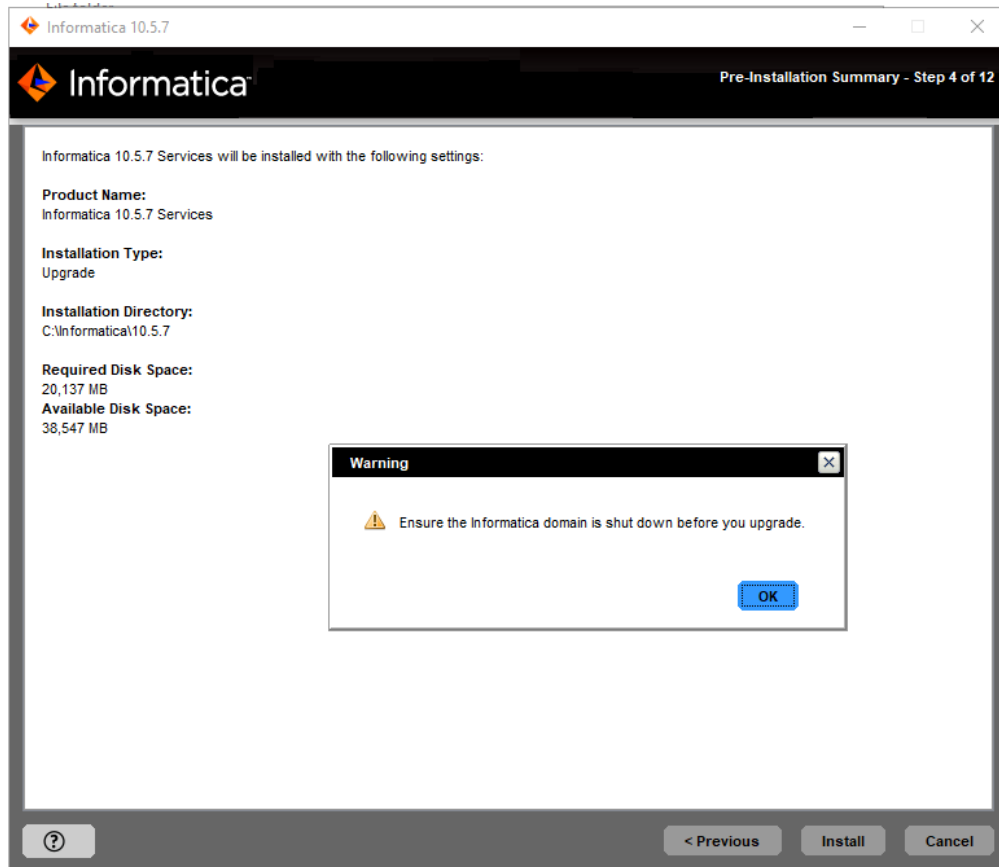 Informatica 10.5.7
Informatica
Pre-Installation Summary - Step 4 of 12
Informatica 10.5.7 Services will be installed with the following settings:
Product Name:
Informatica 10.5.7 Services
Installation Type:
Upgrade
Installation Directory:
C:\Informatica\10.5.7
Required Disk Space:
20,137 MB
Available Disk Space:
38,547 MB
Warning
Ensure the Informatica domain is shut down before you upgrade.
OK
?
< Previous
Install
Cancel